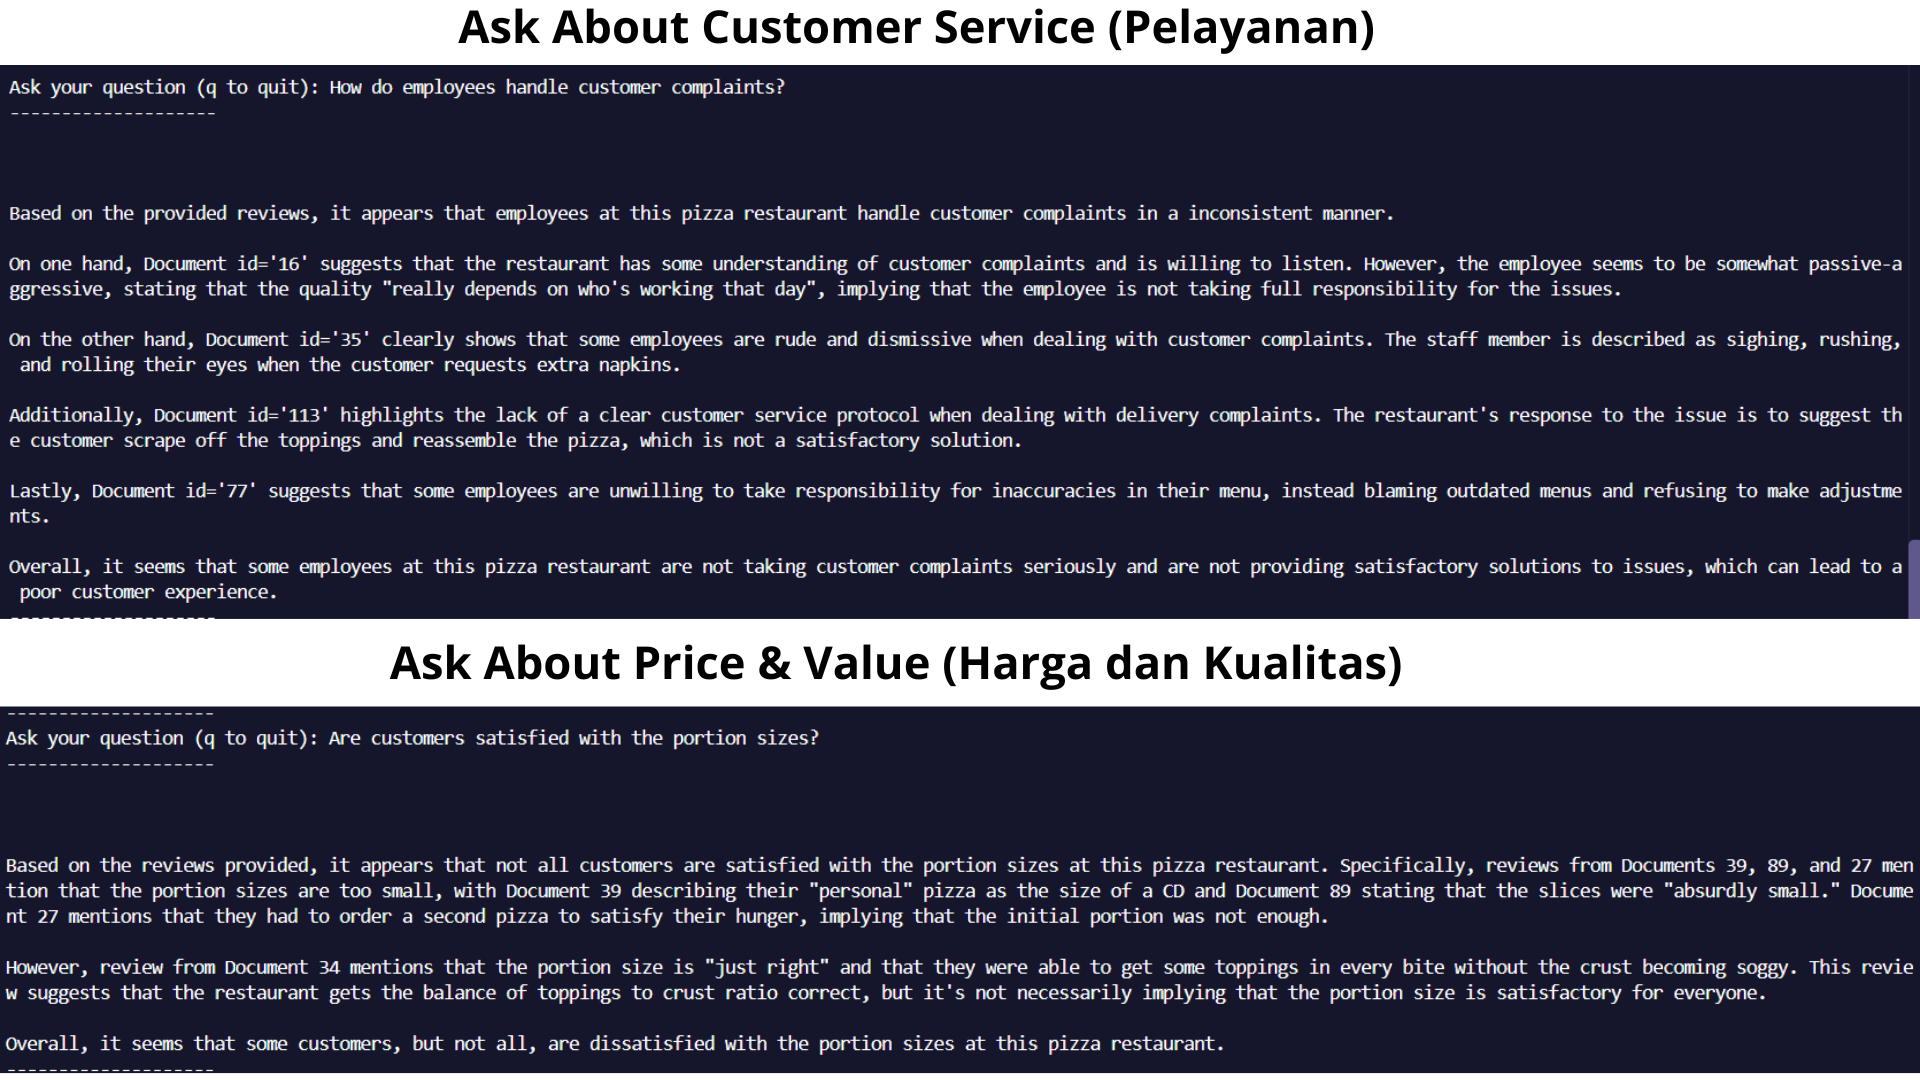 Ask About Customer Service (Pelayanan)
Ask your question (q to quit): How do employees handle customer complaints?
--------------------
Based on the provided reviews, it appears that employees at this pizza restaurant handle customer complaints in a inconsistent manner.
On one hand, Document id='16' suggests that the restaurant has some understanding of customer complaints and is willing to listen. However, the employee seems to be somewhat passive-a
ggressive, stating that the quality "really depends on who's working that day", implying that the employee is not taking full responsibility for the issues.
On the other hand, Document id='35' clearly shows that some employees are rude and dismissive when dealing with customer complaints. The staff member is described as sighing, rushing,
and rolling their eyes when the customer requests extra napkins.
Additionally, Document id='113' highlights the lack of a clear customer service protocol when dealing with delivery complaints. The restaurant's response to the issue is to suggest th
e customer scrape off the toppings and reassemble the pizza, which is not a satisfactory solution.
Lastly, Document id='77' suggests that some employees are unwilling to take responsibility for inaccuracies in their menu, instead blaming outdated menus and refusing to make adjustme
nts.
Overall, it seems that some employees at this pizza restaurant are not taking customer complaints seriously and are not providing satisfactory solutions to issues, which can lead to a
poor customer experience.
--------------------
Ask About Price & Value (Harga dan Kualitas)
--------------------
Ask your question (q to quit): Are customers satisfied with the portion sizes?
--------------------
Based on the reviews provided, it appears that not all customers are satisfied with the portion sizes at this pizza restaurant. Specifically, reviews from Documents 39, 89, and 27 men
tion that the portion sizes are too small, with Document 39 describing their "personal" pizza as the size of a CD and Document 89 stating that the slices were "absurdly small." Docume
nt 27 mentions that they had to order a second pizza to satisfy their hunger, implying that the initial portion was not enough.
However, review from Document 34 mentions that the portion size is "just right" and that they were able to get some toppings in every bite without the crust becoming soggy. This revie
w suggests that the restaurant gets the balance of toppings to crust ratio correct, but it's not necessarily implying that the portion size is satisfactory for everyone.
Overall, it seems that some customers, but not all, are dissatisfied with the portion sizes at this pizza restaurant.
--------------------